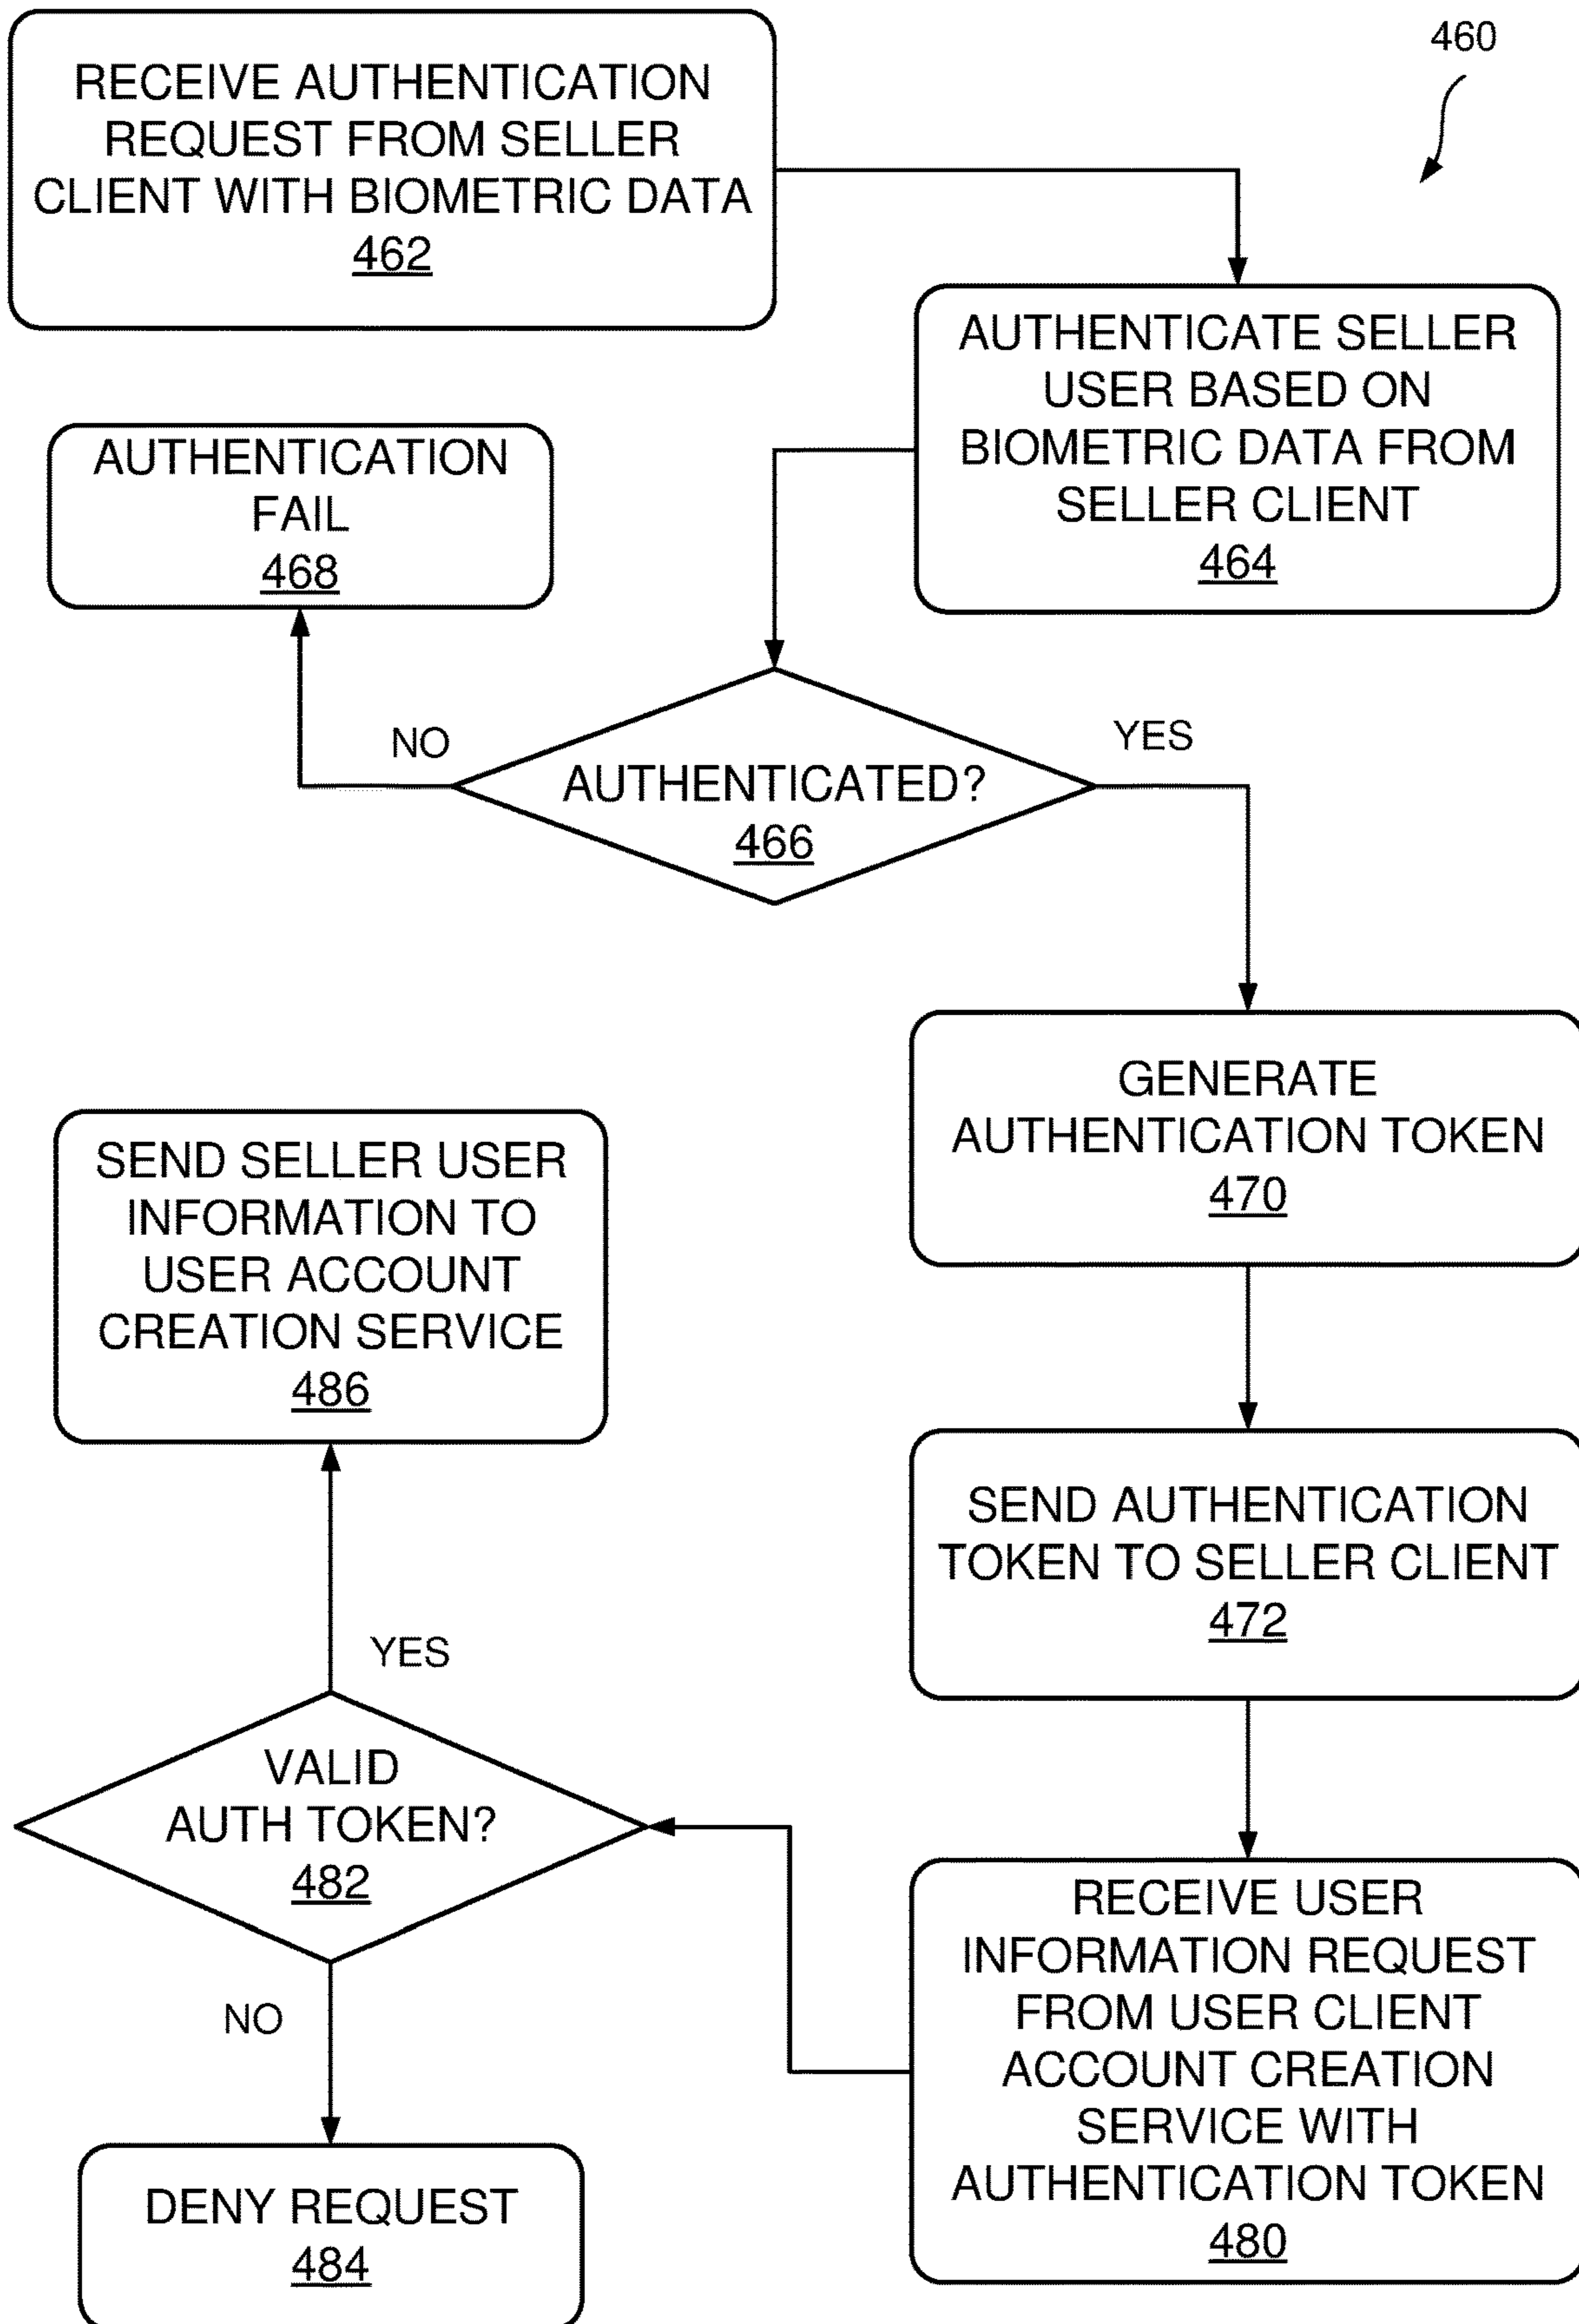 460
RECEIVE AUTHENTICATION
REQUEST FROM SELLER
CLIENT WITH BIOMETRIC DATA
462
AUTHENTICATE SELLER
USER BASED ON
BIOMETRIC DATA FROM
SELLER CLIENT
464
AUTHENTICATION
FAIL
468
NO
YES
AUTHENTICATED?
466
GENERATE
AUTHENTICATION TOKEN
470
SEND SELLER USER
INFORMATION TO
USER ACCOUNT
CREATION SERVICE
486
SEND AUTHENTICATION
TOKEN TO SELLER CLIENT
472
YES
VALID
AUTH TOKEN?
482
NO
RECEIVE USER
INFORMATION REQUEST
FROM USER CLIENT
ACCOUNT CREATION
SERVICE WITH
AUTHENTICATION TOKEN
480
DENY REQUEST
484